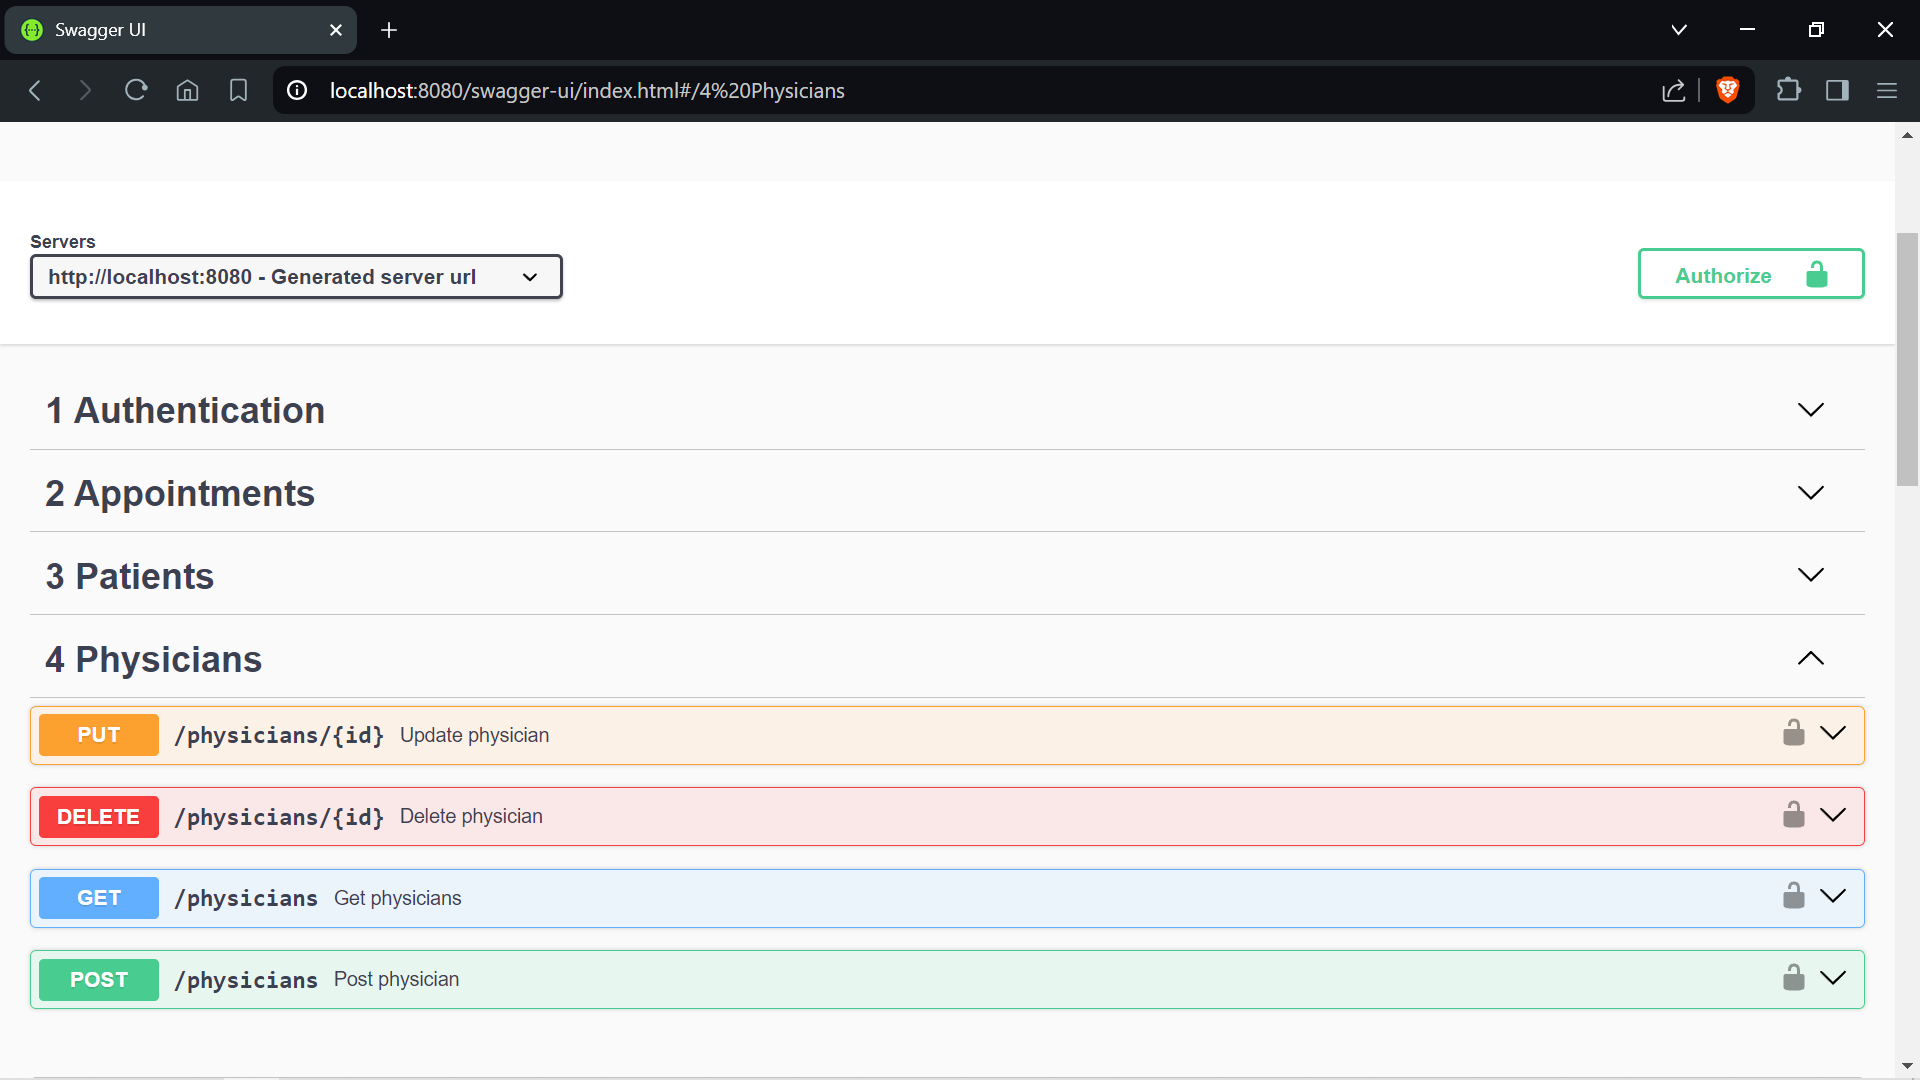 Swagger UI
localhost:8080/swagger-ui/index.html#/4%20Physicians
Servers
http://localhost:8080 - Generated server url
Authorize
1 Authentication
2 Appointments
3 Patients
4 Physicians
PUT /physicians/{id} Update physician
DELETE /physicians/{id} Delete physician
GET /physicians Get physicians
POST /physicians Post physician